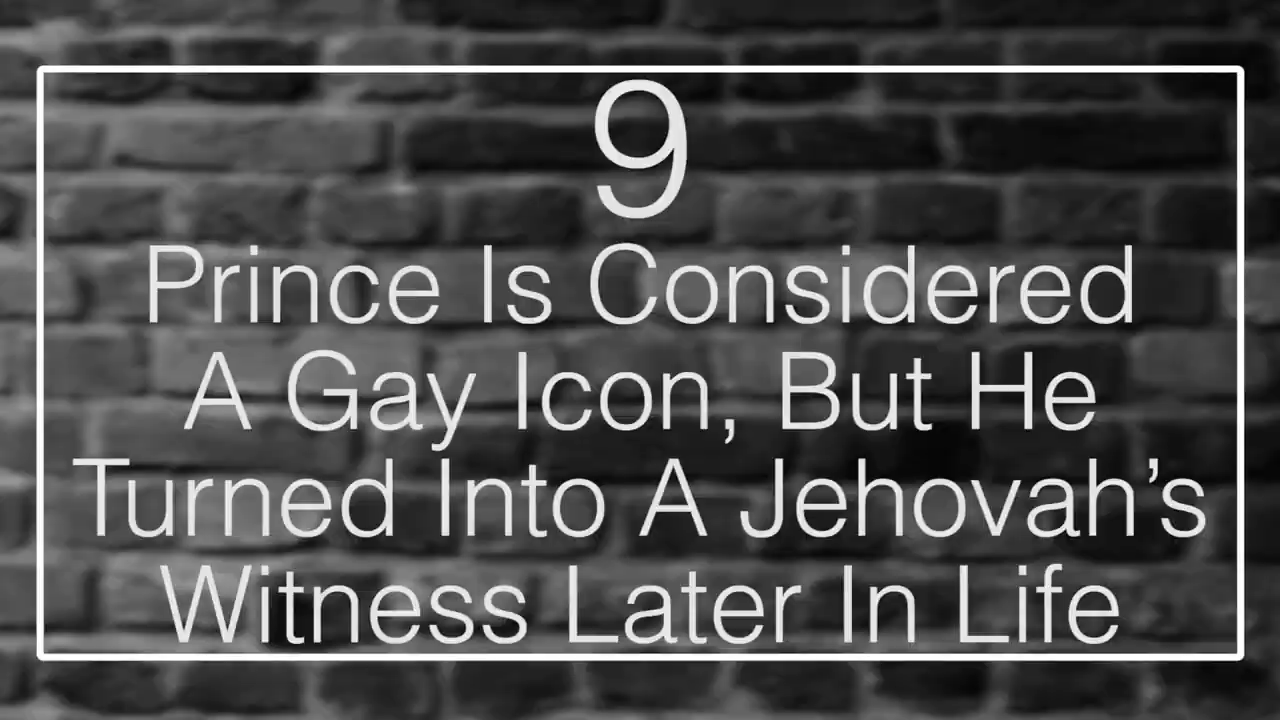 9
Prince Is Considered
A Gay Icon, But He
Turned Into A Jehovah’s
Witness Later In Life